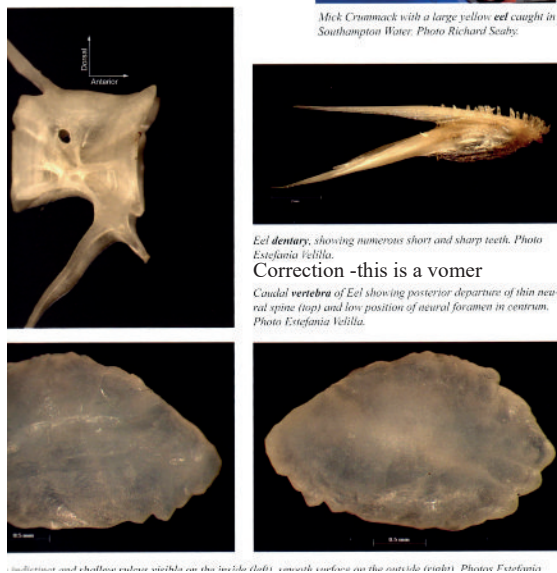 Mick Crummack with a large yellow eel caught in
Southampton Water. Photo Richard Seaby.
Dorsal
Anterior
Eel dentary, showing numerous short and sharp teeth. Photo
Estefania Velilla.
Correction -this is a vomer
Caudal vertebra of Eel showing posterior departure of thin neu-
ral spine (top) and low position of neural foramen in centrum.
Photo Estefania Velilla.
0.5 mm
0.5 mm
indistinct and shallow sulcus visible on the inside (left), smooth surface on the outside (right). Photos Estefania